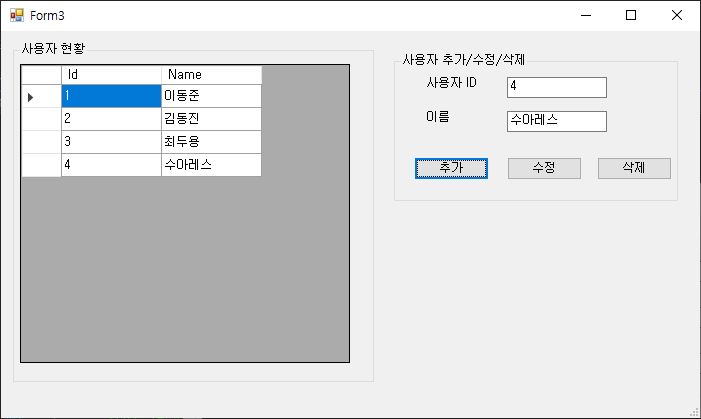 Form3
사용자 현황
Id Name
1 이동준
2 김동진
3 최두용
4 수아레스
사용자 추가/수정/삭제
사용자 ID 4
이름 수아레스
추가 수정 삭제